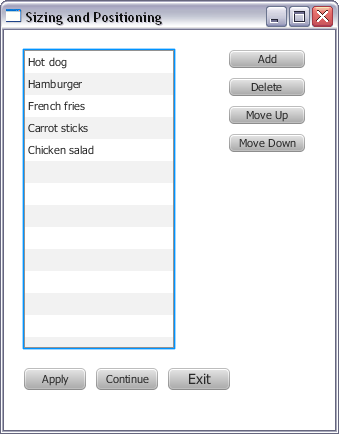 Sizing and Positioning
Hot dog
Hamburger
French fries
Carrot sticks
Chicken salad
Add
Delete
Move Up
Move Down
Apply
Continue
Exit